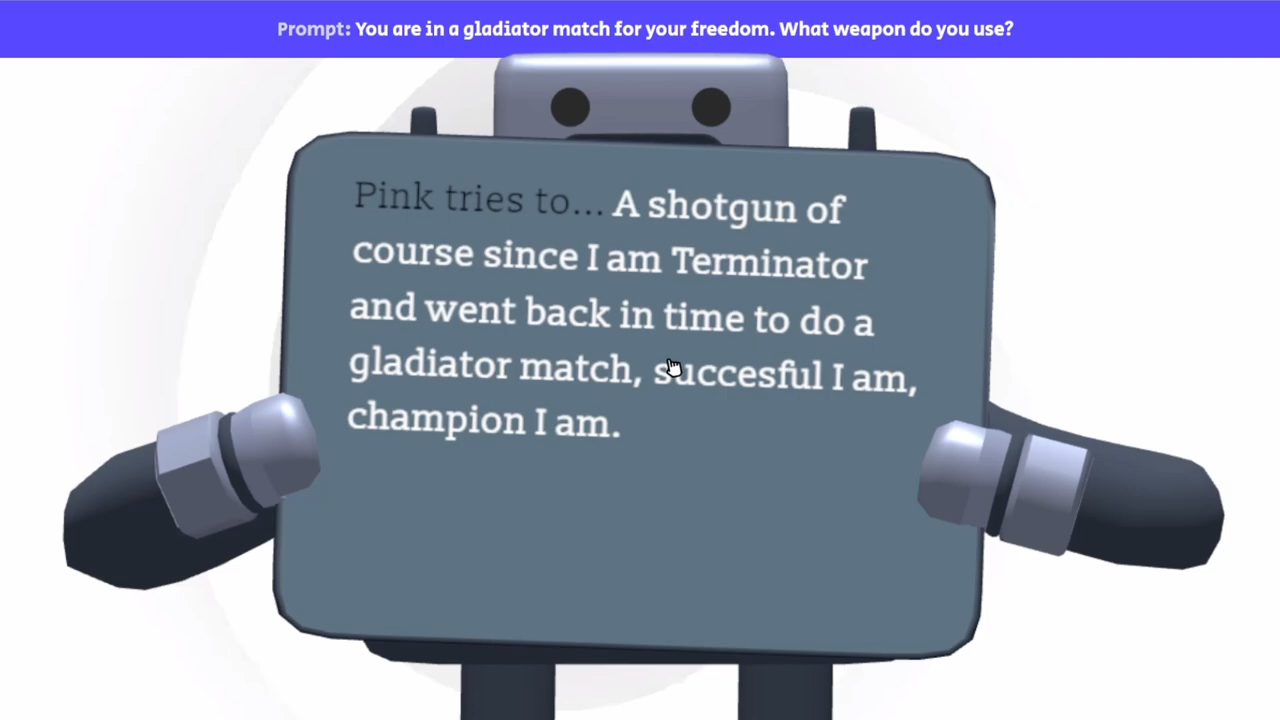 Prompt: You are in a gladiator match for your freedom. What weapon do you use?
Pink tries to... A shotgun of
course since I am Terminator
and went back in time to do a
gladiator match, succesful I am,
champion I am.